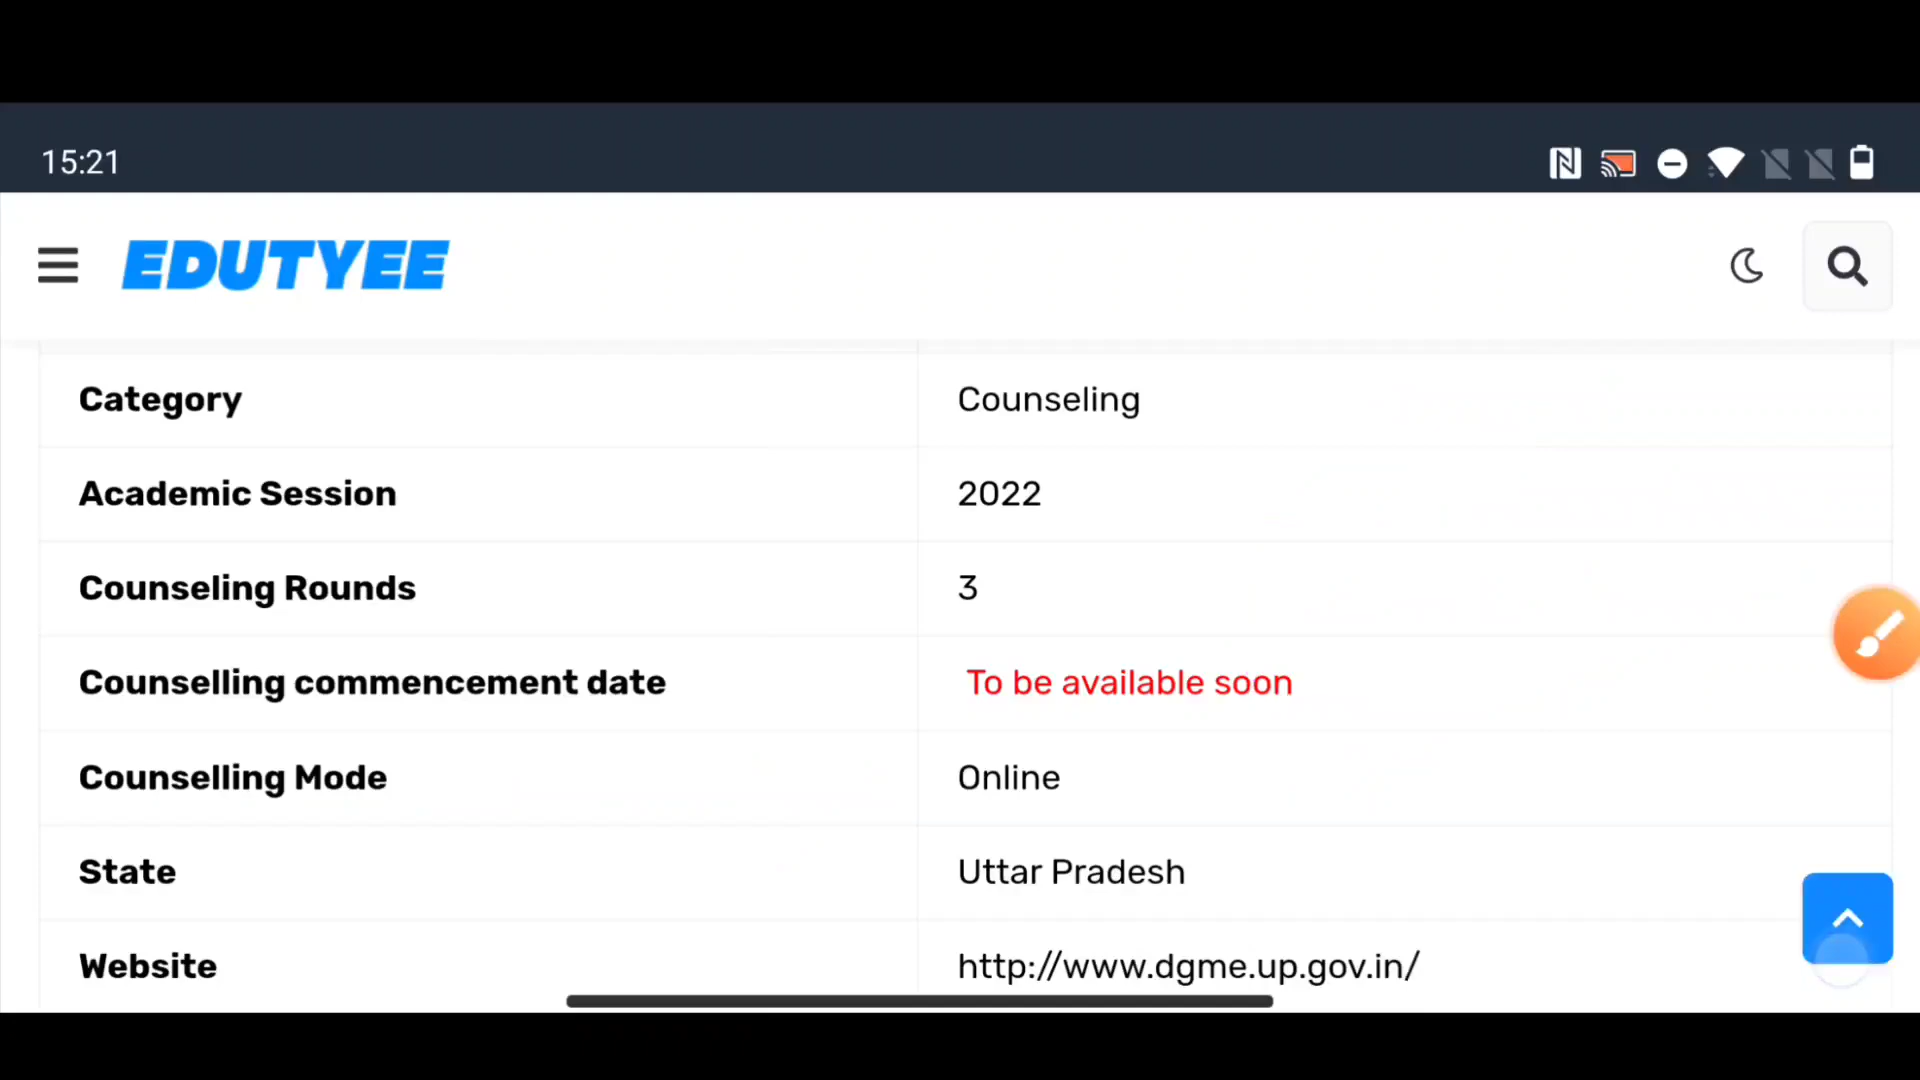 15:21
EDUTYEE
Category Counseling
Academic Session 2022
Counseling Rounds 3
Counselling commencement date To be available soon
Counselling Mode Online
State Uttar Pradesh
Website http://www.dgme.up.gov.in/